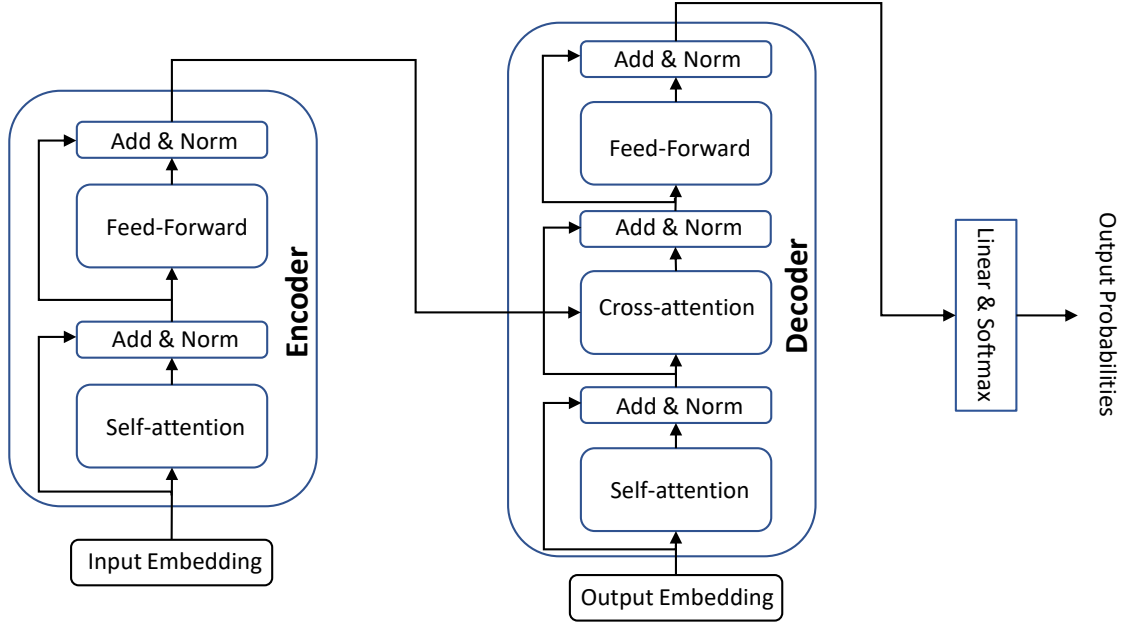 Add & Norm
Feed-Forward
Add & Norm
Self-attention
Encoder
Input Embedding
Add & Norm
Feed-Forward
Add & Norm
Cross-attention
Add & Norm
Self-attention
Decoder
Output Embedding
Linear & Softmax
Output Probabilities